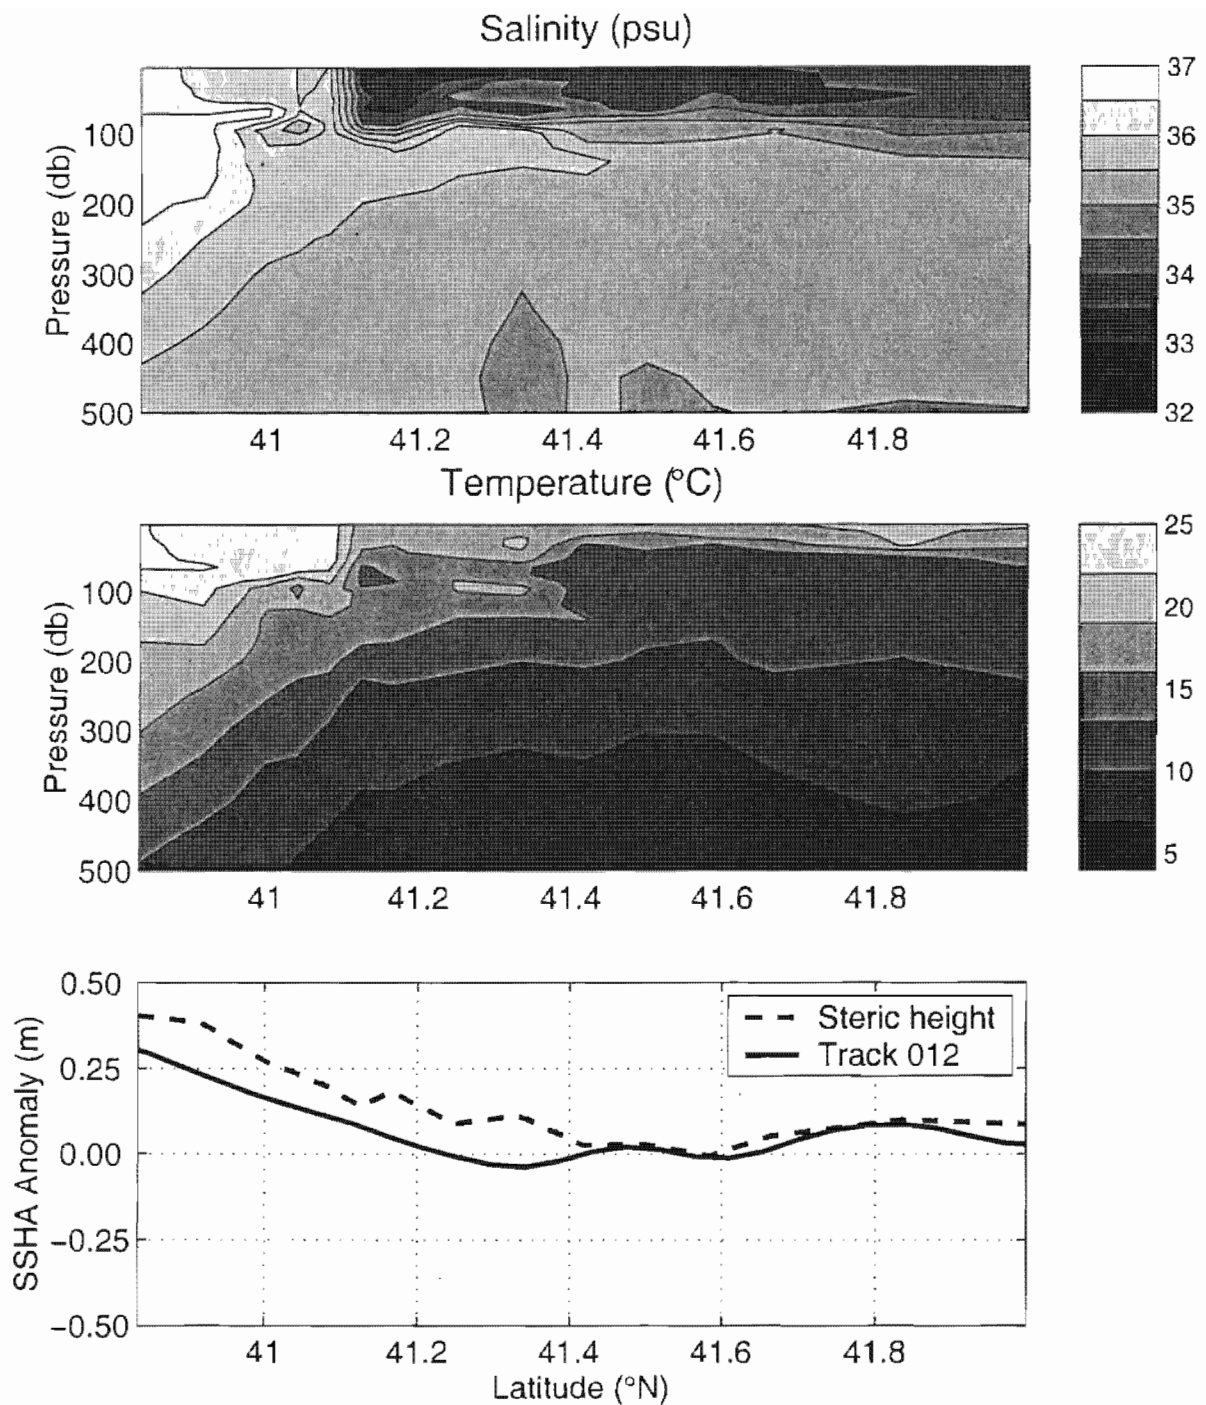 Salinity (psu)
Pressure (db)
100
200
300
400
500
41 41.2 41.4 41.6 41.8
37
36
35
34
33
32
Temperature (°C)
Pressure (db)
100
200
300
400
500
41 41.2 41.4 41.6 41.8
25
20
15
10
5
SSHA Anomaly (m)
0.50
0.25
0.00
−0.25
−0.50
Steric height
Track 012
41 41.2 41.4 41.6 41.8
Latitude (°N)